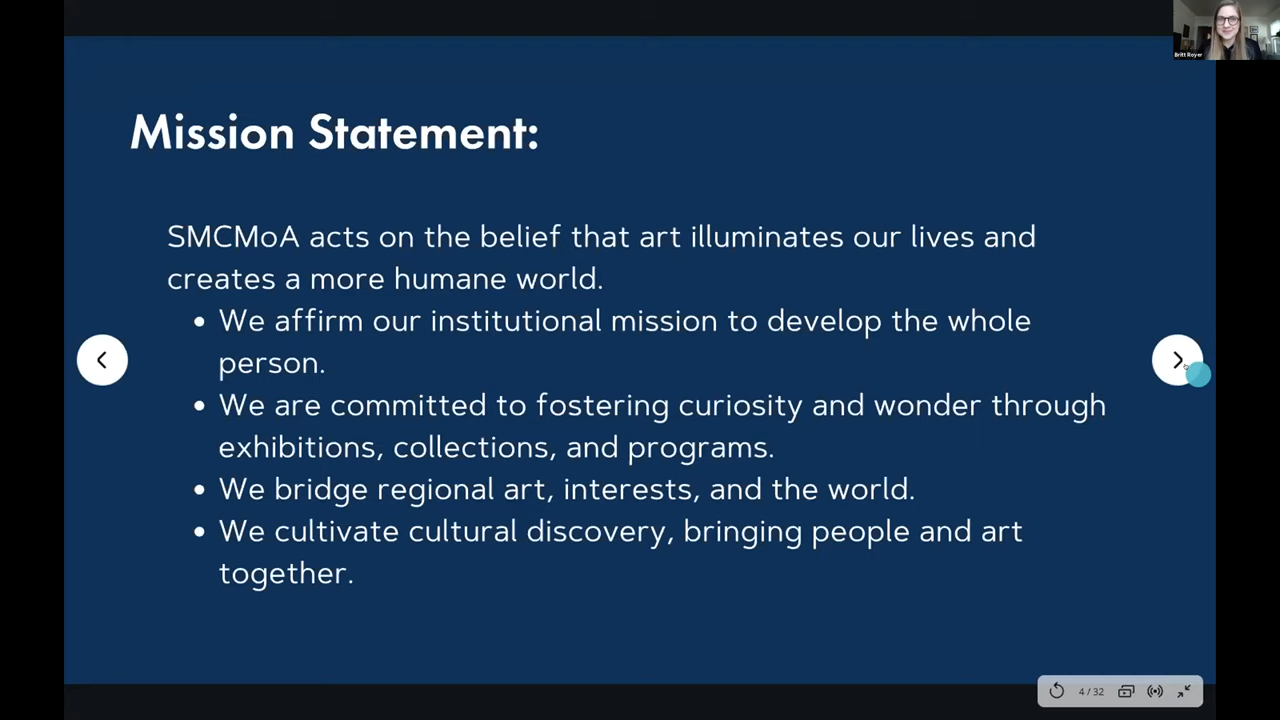 Britt Royer
Mission Statement:
SMCMoA acts on the belief that art illuminates our lives and
creates a more humane world.
• We affirm our institutional mission to develop the whole
person.
• We are committed to fostering curiosity and wonder through
exhibitions, collections, and programs.
• We bridge regional art, interests, and the world.
• We cultivate cultural discovery, bringing people and art
together.
4 / 32